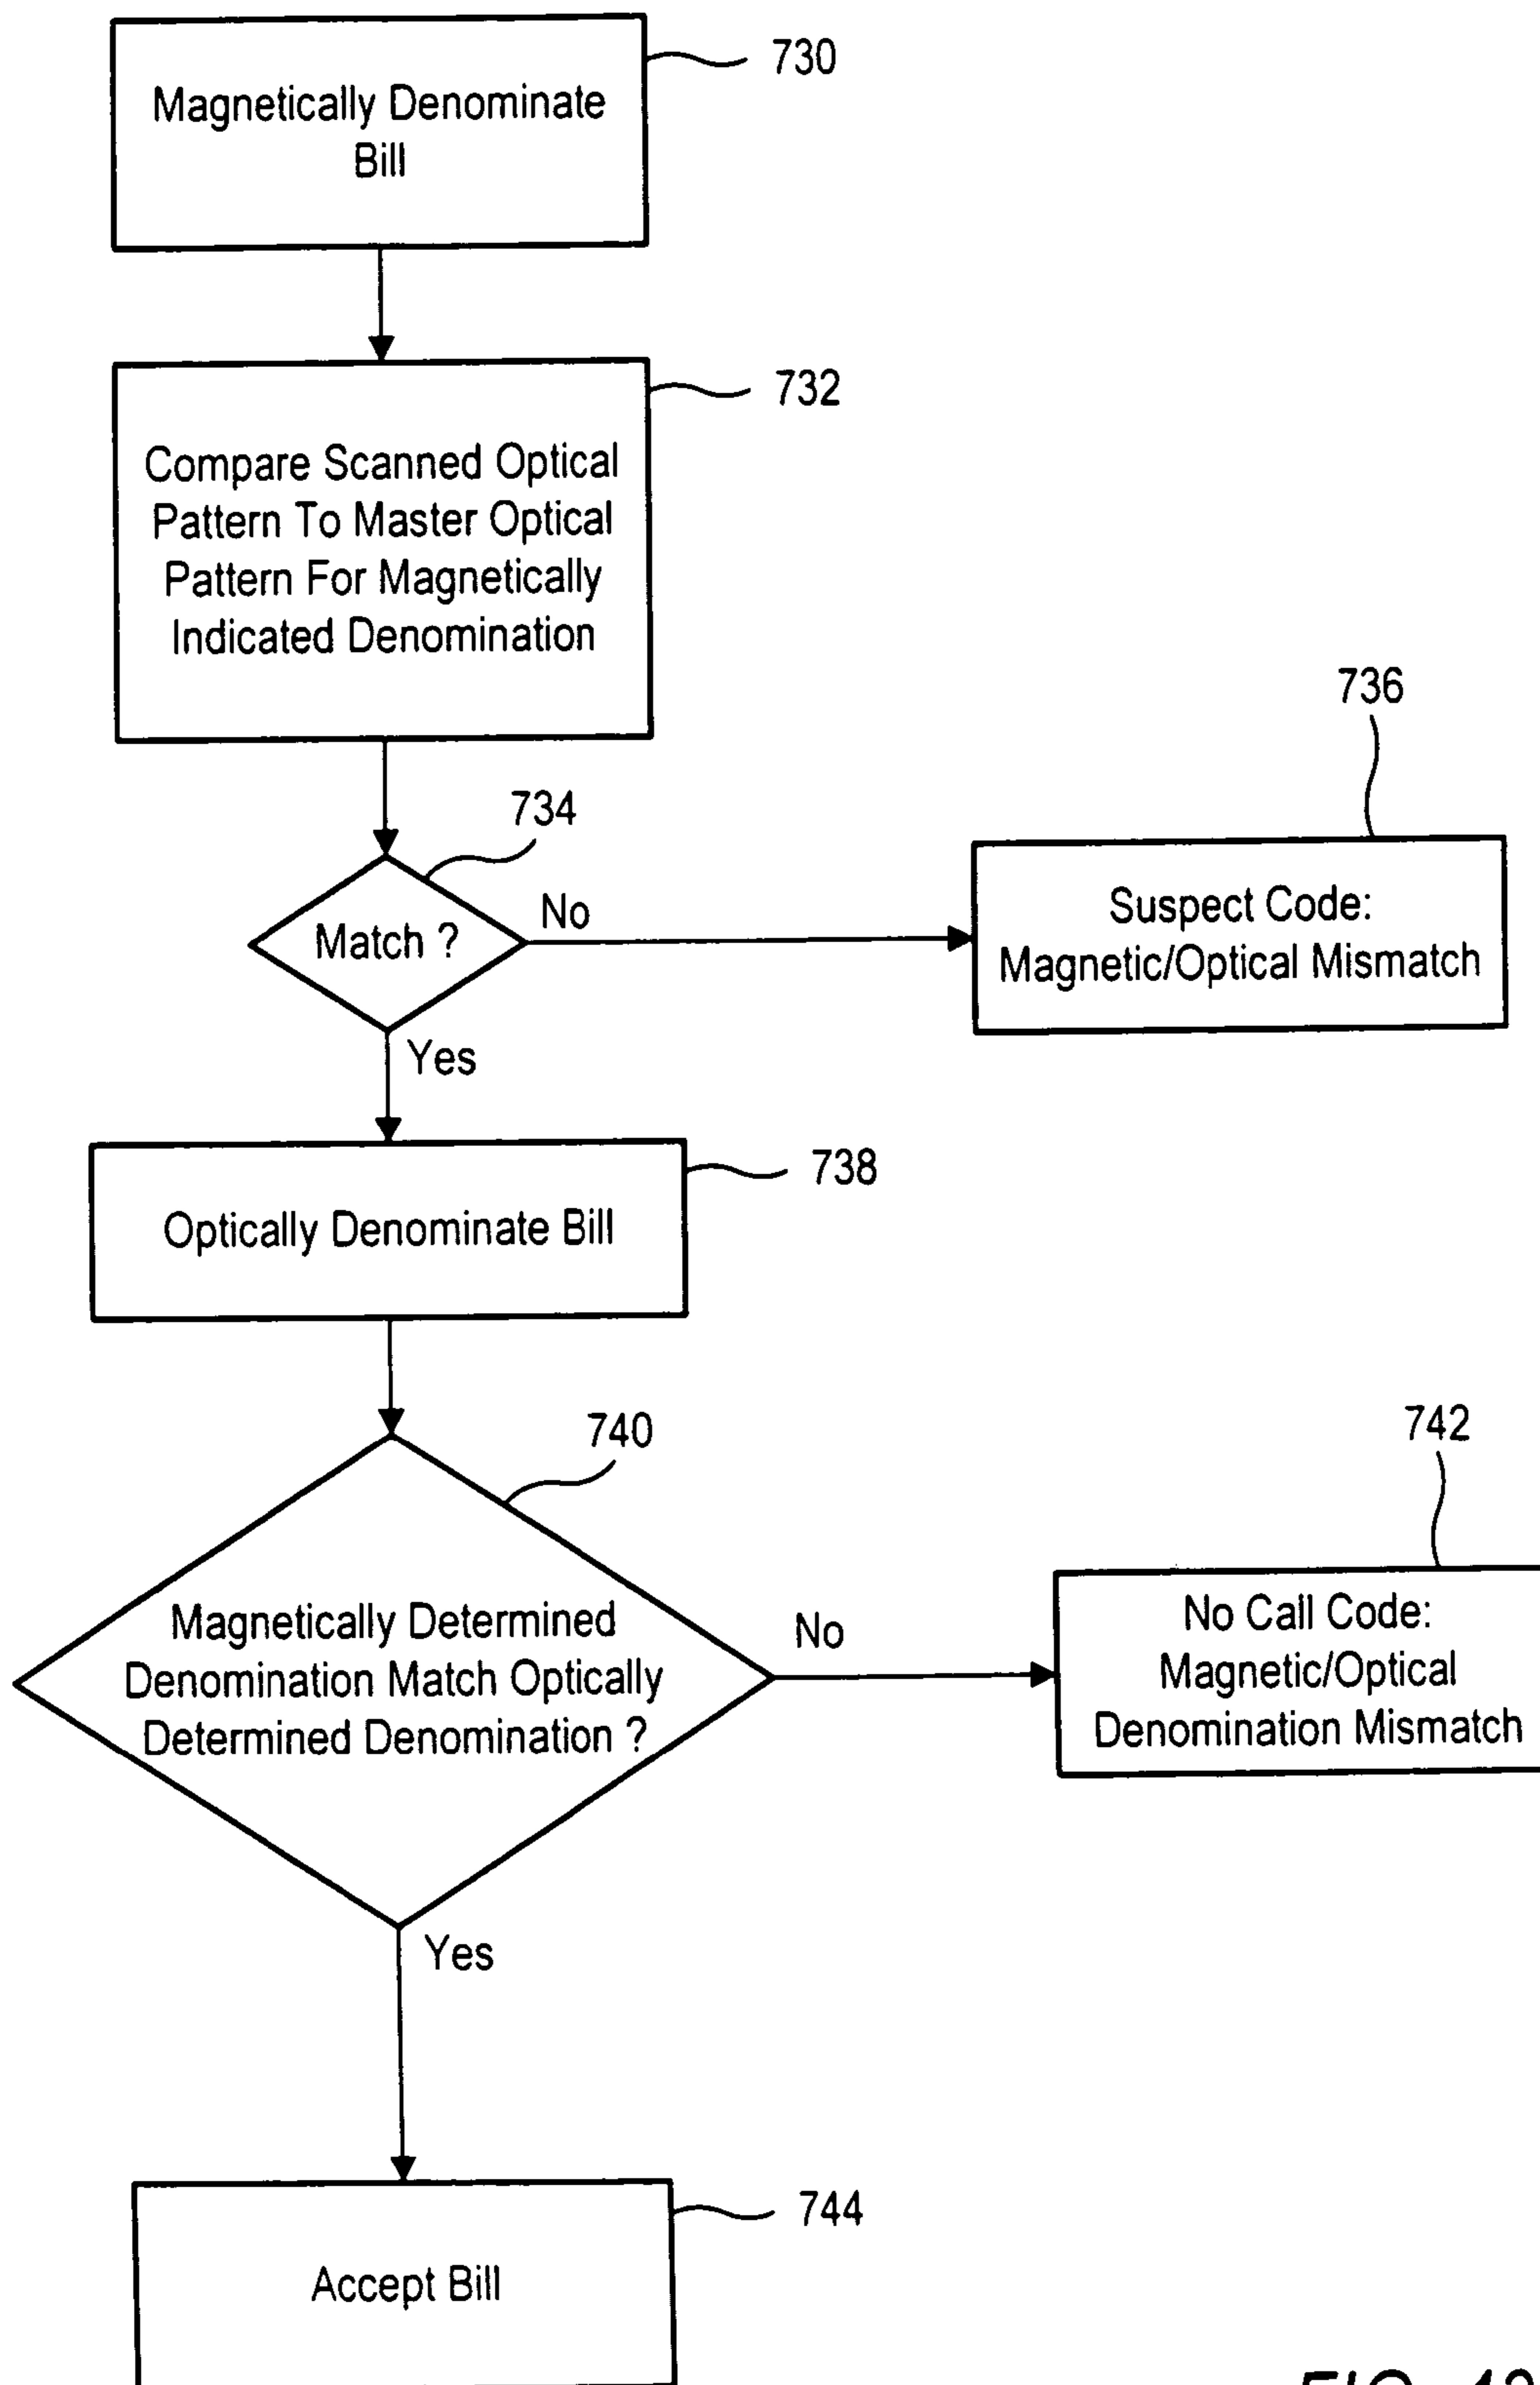 730
Magnetically Denominate
Bill
732
Compare Scanned Optical
Pattern To Master Optical
Pattern For Magnetically
Indicated Denomination
734
Match ?
No
736
Suspect Code:
Magnetic/Optical Mismatch
Yes
738
Optically Denominate Bill
740
Magnetically Determined
Denomination Match Optically
Determined Denomination ?
No
742
No Call Code:
Magnetic/Optical
Denomination Mismatch
Yes
744
Accept Bill